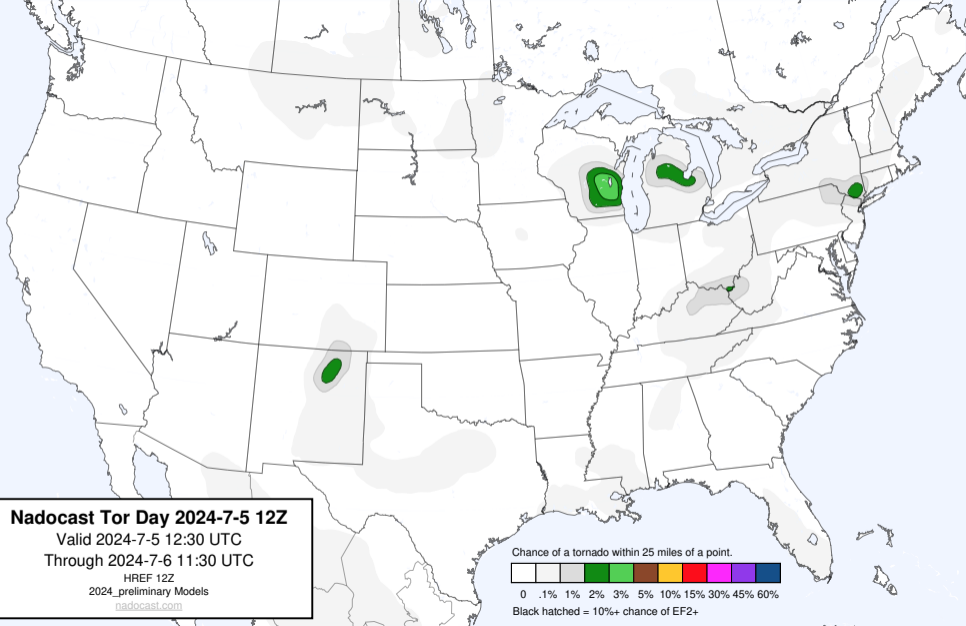 Nadocast Tor Day 2024-7-5 12Z
Valid 2024-7-5 12:30 UTC
Through 2024-7-6 11:30 UTC
HREF 12Z
2024_preliminary Models
nadocast.com
Chance of a tornado within 25 miles of a point.
0 .1% 1% 2% 3% 5% 10% 15% 30% 45% 60%
Black hatched = 10%+ chance of EF2+